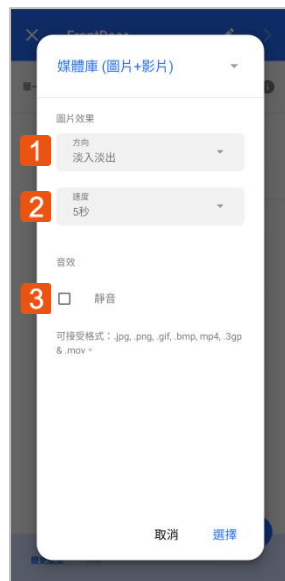 FrontDoor
媒體庫 (圖片+影片)
圖片效果
1
方向
淡入淡出
2
速度
5秒
音效
3
靜音
可接受格式：.jpg, .png, .gif, .bmp, mp4, .3gp
& .mov。
取消
選擇